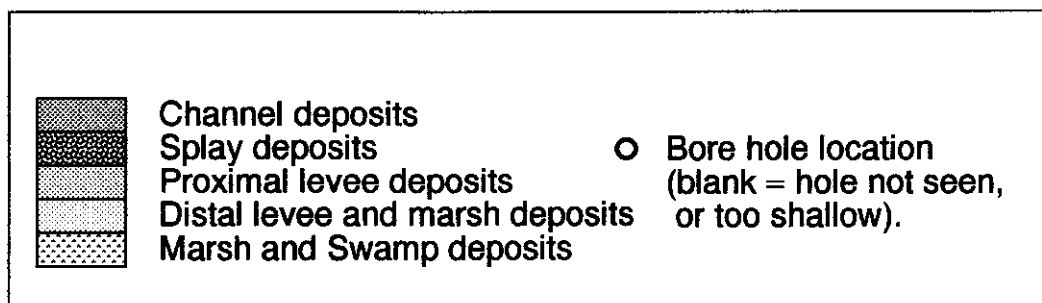 Channel deposits
Splay deposits
Proximal levee deposits
Distal levee and marsh deposits
Marsh and Swamp deposits
Bore hole location
(blank = hole not seen,
or too shallow).